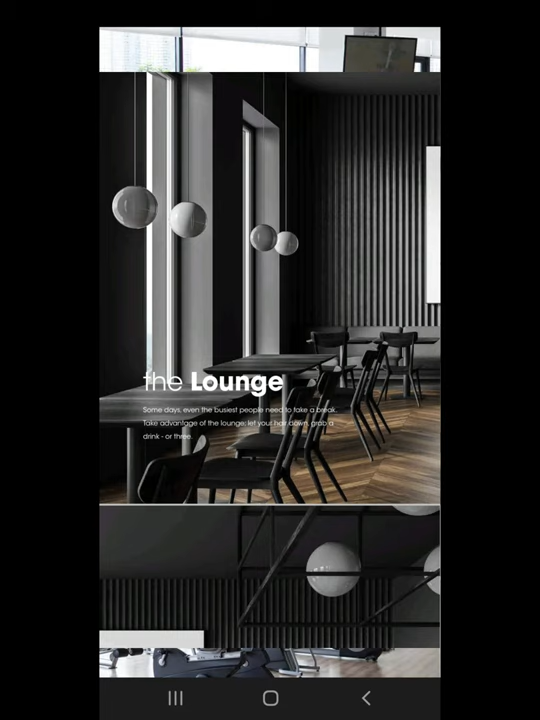 the Lounge
Some days, even the busiest people need to take a break.
Take advantage of the lounge; let your hair down, grab a
drink - or three.